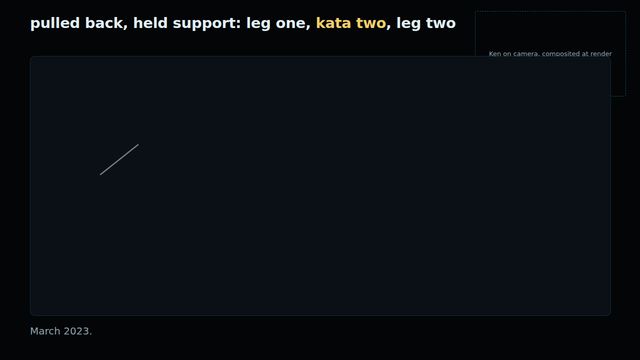 pulled back, held support: leg one, kata two, leg two
Ken on camera, composited at render
March 2023.